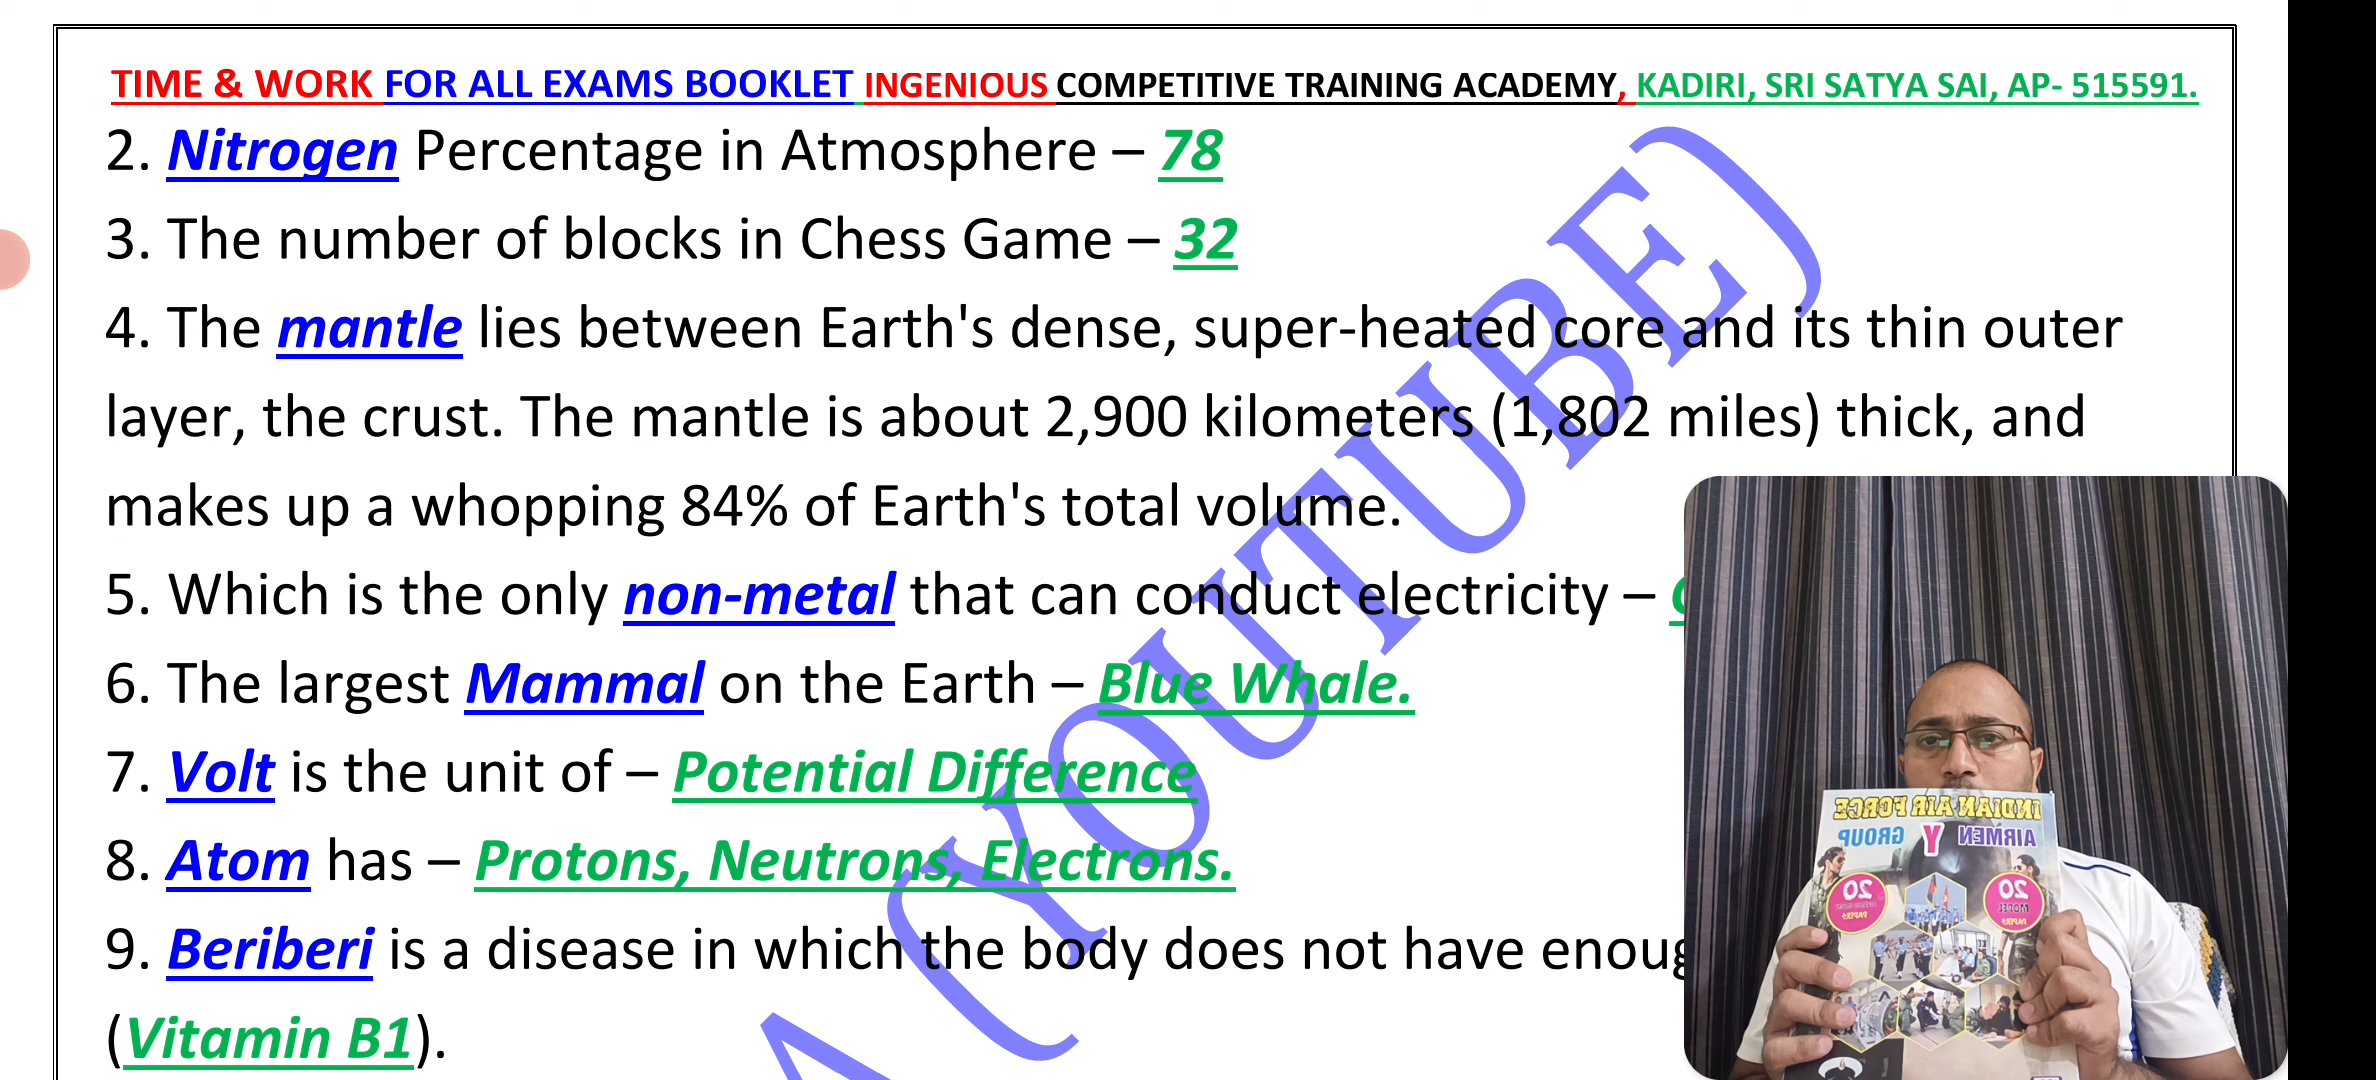 TIME & WORK FOR ALL EXAMS BOOKLET INGENIOUS COMPETITIVE TRAINING ACADEMY, KADIRI, SRI SATYA SAI, AP- 515591.
2. Nitrogen Percentage in Atmosphere – 78
3. The number of blocks in Chess Game – 32
4. The mantle lies between Earth's dense, super-heated core and its thin outer
layer, the crust. The mantle is about 2,900 kilometers (1,802 miles) thick, and
makes up a whopping 84% of Earth's total volume.
5. Which is the only non-metal that can conduct electricity –
6. The largest Mammal on the Earth – Blue Whale.
7. Volt is the unit of – Potential Difference
8. Atom has – Protons, Neutrons, Electrons.
9. Beriberi is a disease in which the body does not have
(Vitamin B1).
(YOUTUBE)
INDIAN AIR FORCE
AIRMEN Y GROUP
20 MODEL PAPERS
20
PAPERS